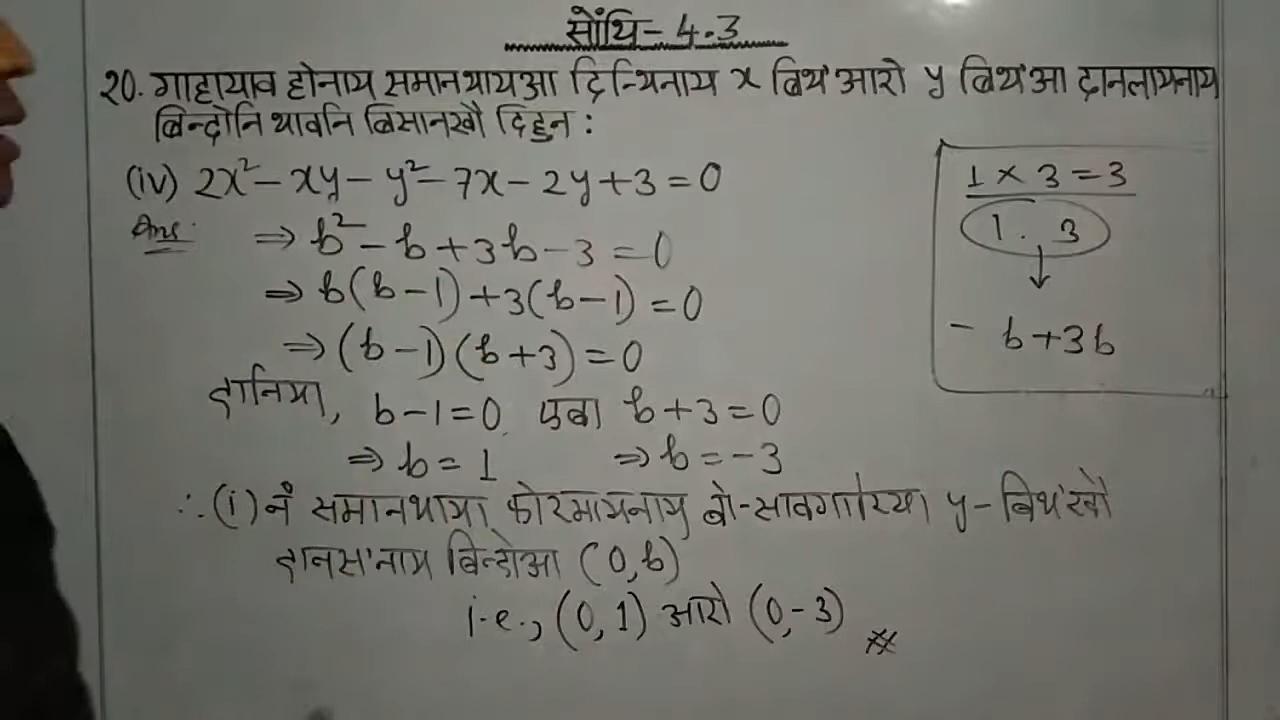 सोंथि- 4.3
20. गाहायाव होनाय समानथायआ द्रिन्थिनाय x बिथ'आरो y बिथ'आ दानलायनाय
बिन्दोनि थावनि बिसानखौ दिहुन :
(iv) 2x² - xy - y² - 7x - 2y + 3 = 0
Ans: ⇒ b² - b + 3b - 3 = 0
⇒ b(b-1) + 3(b-1) = 0
⇒ (b-1)(b+3) = 0
दानिया, b-1=0 एबा b+3=0
⇒ b = 1 ⇒ b = -3
∴ (i) नं समानथाया फोरमायनाय बो-सावगारिया y-बिथ'खौ
दानस'नाय बिन्दोआ (0, b)
i.e., (0, 1) आरो (0, -3)
1 × 3 = 3
1. 3
↓
- b + 3b